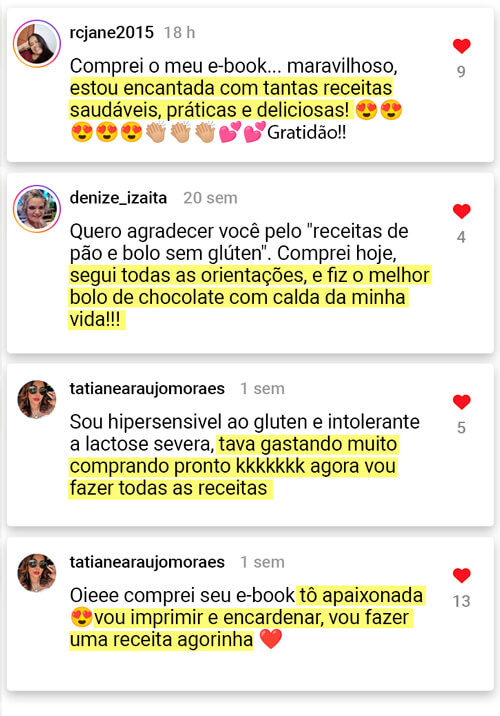 rcjane2015 18 h
Comprei o meu e-book... maravilhoso,
estou encantada com tantas receitas
saudáveis, práticas e deliciosas! 😍😍
😍😍😍👏🏼👏🏼👏🏼💕💕Gratidão!!
9
denize_izaita 20 sem
Quero agradecer você pelo "receitas de
pão e bolo sem glúten". Comprei hoje,
segui todas as orientações, e fiz o melhor
bolo de chocolate com calda da minha
vida!!!
4
tatianearaujomoraes 1 sem
Sou hipersensivel ao gluten e intolerante
a lactose severa, tava gastando muito
comprando pronto kkkkkkk agora vou
fazer todas as receitas
5
tatianearaujomoraes 1 sem
Oieee comprei seu e-book tô apaixonada
😍vou imprimir e encardenar, vou fazer
uma receita agorinha ❤️
13